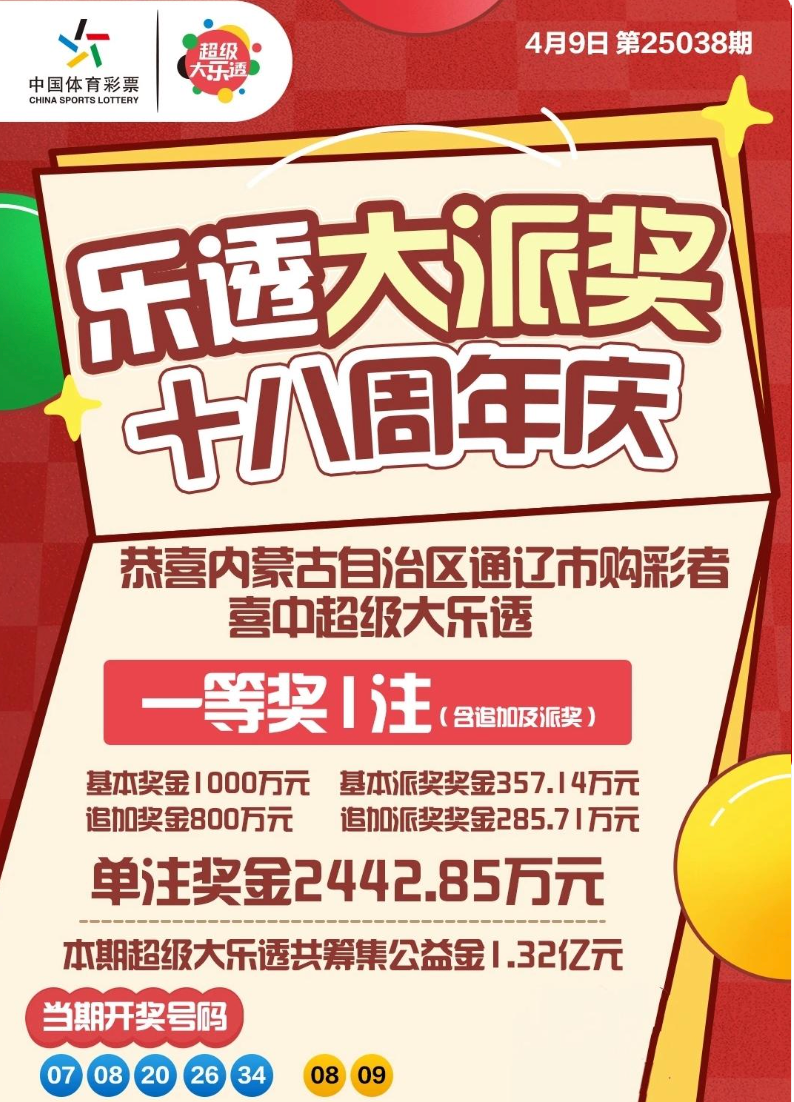 中国体育彩票
CHINA SPORTS LOTTERY
超级
大乐透
4月9日 第25038期
乐透大派奖
十八周年庆
恭喜内蒙古自治区通辽市购彩者
喜中超级大乐透
一等奖1注(含追加及派奖)
基本奖金1000万元 基本派奖奖金357.14万元
追加奖金800万元 追加派奖奖金285.71万元
单注奖金2442.85万元
本期超级大乐透共筹集公益金1.32亿元
当期开奖号码
07 08 20 26 34 08 09